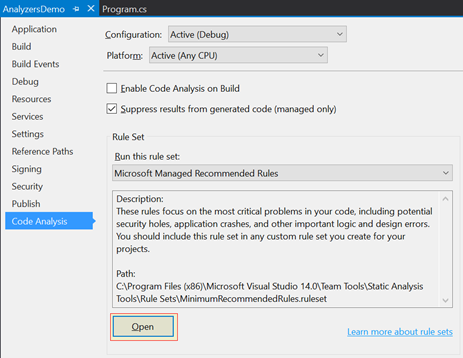 AnalyzersDemo Program.cs
Application
Build
Build Events
Debug
Resources
Services
Settings
Reference Paths
Signing
Security
Publish
Code Analysis
Configuration: Active (Debug)
Platform: Active (Any CPU)
Enable Code Analysis on Build
Suppress results from generated code (managed only)
Rule Set
Run this rule set:
Microsoft Managed Recommended Rules
Description:
These rules focus on the most critical problems in your code, including potential
security holes, application crashes, and other important logic and design errors.
You should include this rule set in any custom rule set you create for your
projects.
Path:
C:\Program Files (x86)\Microsoft Visual Studio 14.0\Team Tools\Static Analysis
Tools\Rule Sets\MinimumRecommendedRules.ruleset
Open
Learn more about rule sets